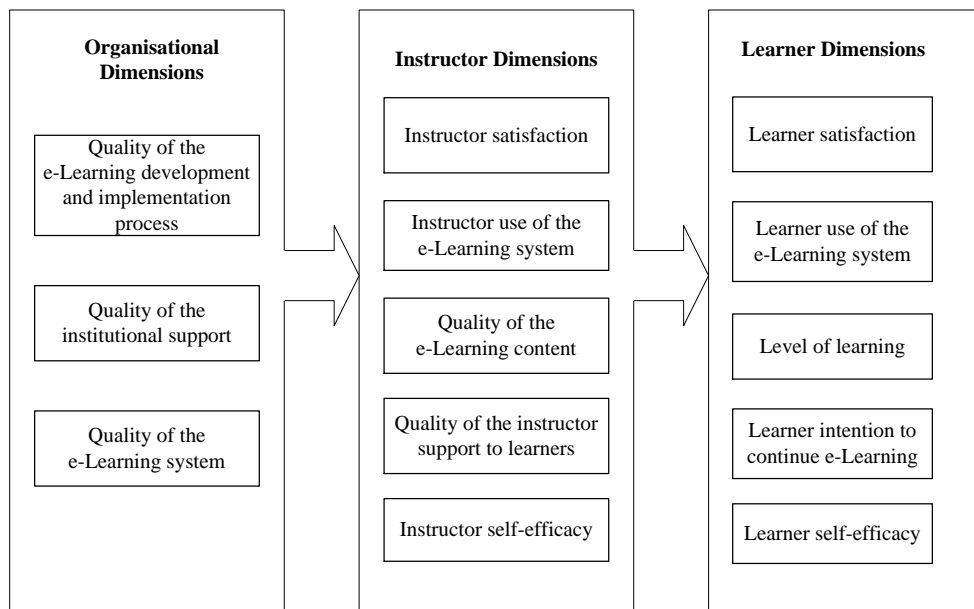 Organisational
Dimensions
Quality of the
e-Learning development
and implementation
process
Quality of the
institutional support
Quality of the
e-Learning system
Instructor Dimensions
Instructor satisfaction
Instructor use of the
e-Learning system
Quality of the
e-Learning content
Quality of the instructor
support to learners
Instructor self-efficacy
Learner Dimensions
Learner satisfaction
Learner use of the
e-Learning system
Level of learning
Learner intention to
continue e-Learning
Learner self-efficacy